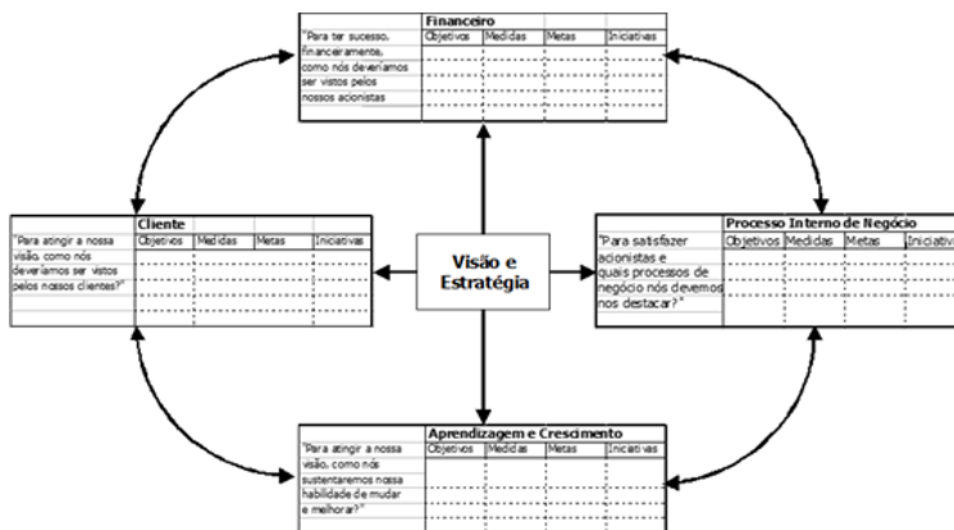 Financeiro
"Para ter sucesso,
financeiramente,
como nós deveríamos
ser vistos pelos
nossos acionistas
Objetivos Medidas Metas Iniciativas
Cliente
"Para atingir a nossa
visão, como nós
deveríamos ser vistos
pelos nossos clientes?"
Objetivos Medidas Metas Iniciativas
Visão e
Estratégia
Processo Interno de Negócio
"Para satisfazer
acionistas e
quais processos de
negócio nós devemos
nos destacar?"
Objetivos Medidas Metas Iniciativ
Aprendizagem e Crescimento
"Para atingir a nossa
visão, como nós
sustentaremos nossa
habilidade de mudar
e melhorar?"
Objetivos Medidas Metas Iniciativas